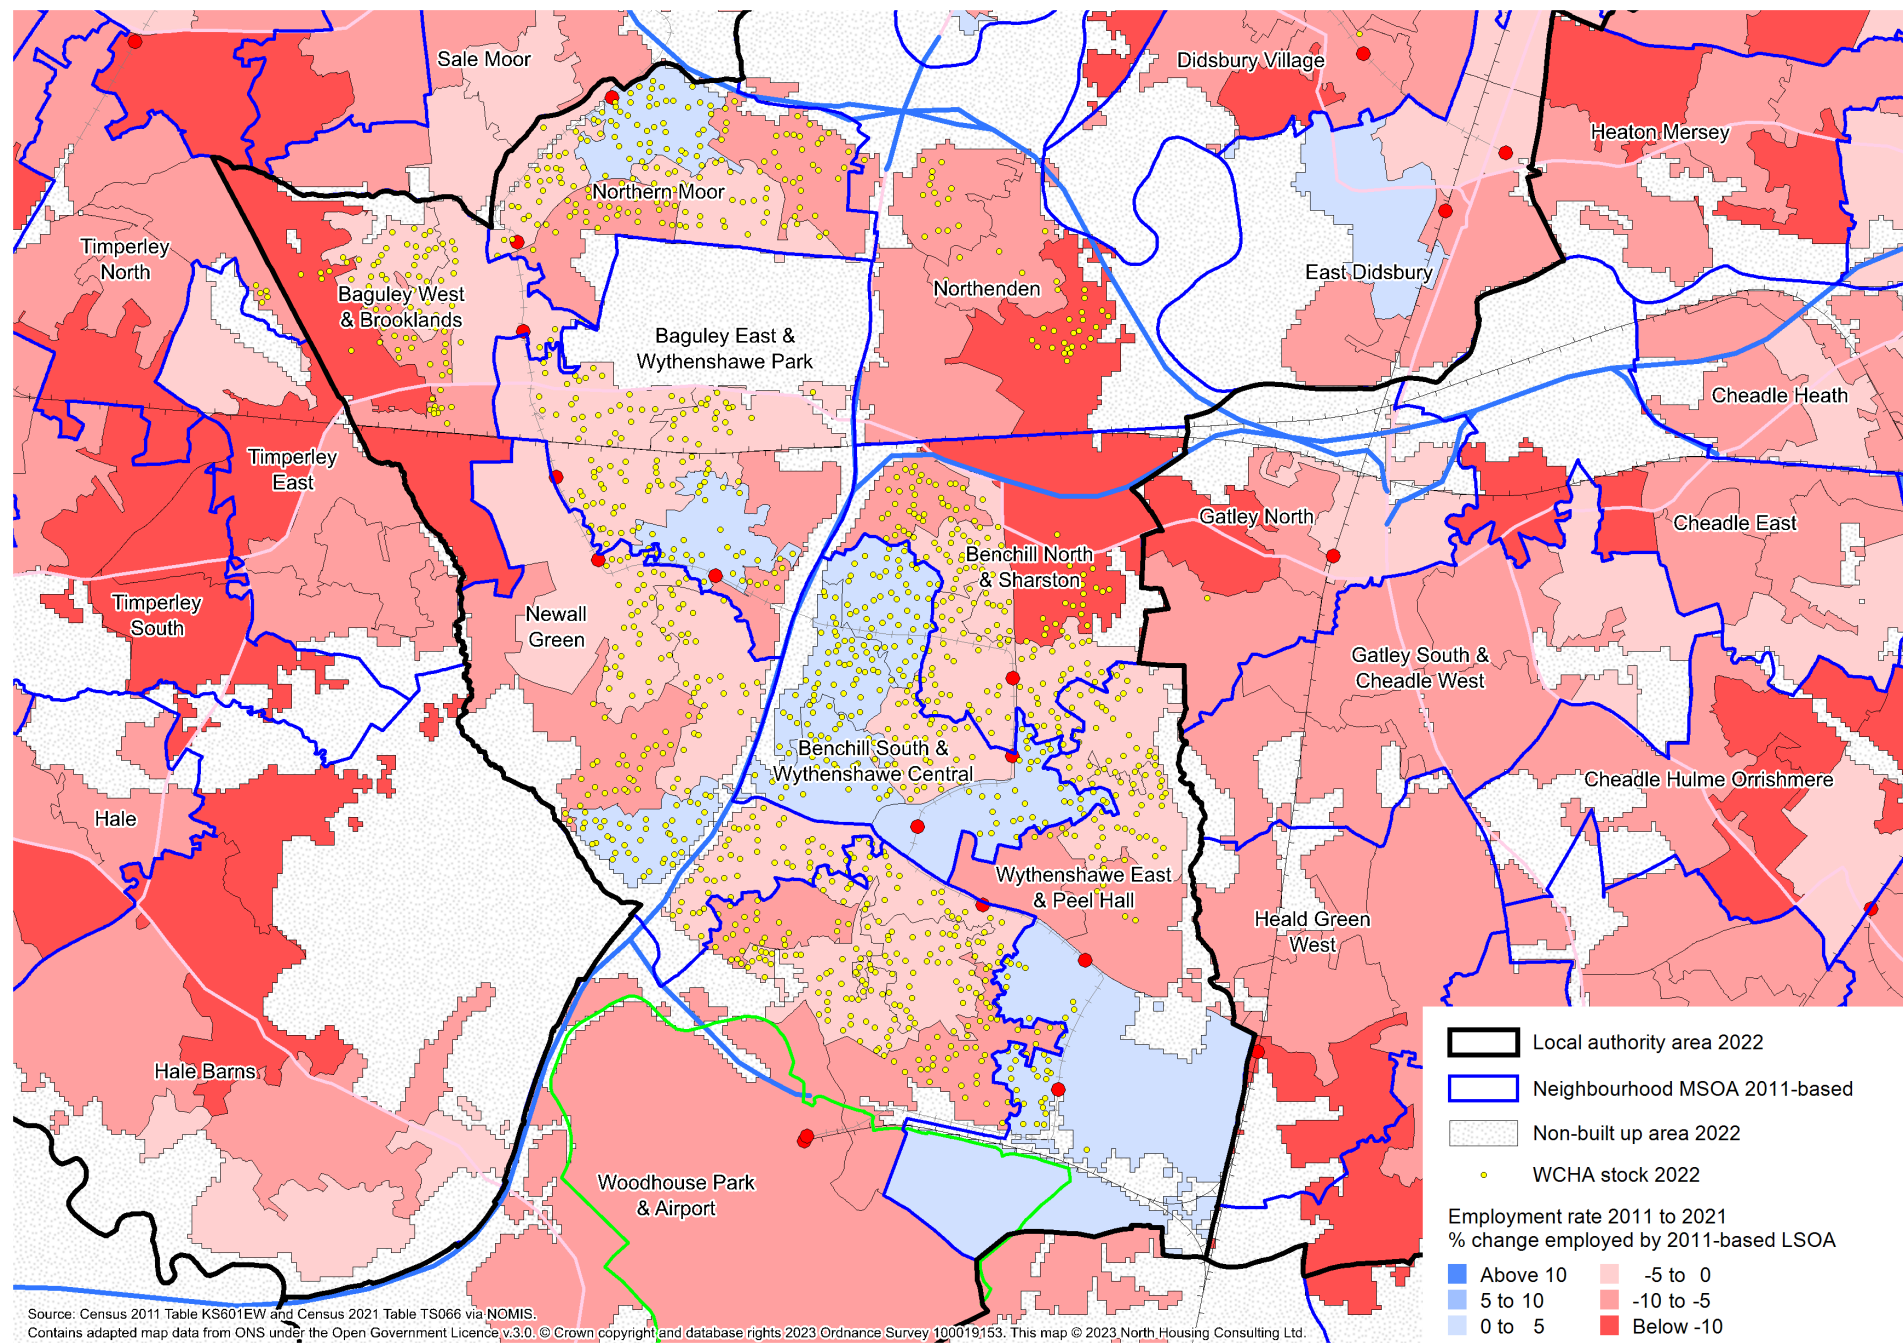 Sale Moor
Didsbury Village
Heaton Mersey
Northern Moor
Timperley
North
East Didsbury
Northenden
Baguley West
& Brooklands
Baguley East &
Wythenshawe Park
Cheadle Heath
Timperley
East
Gatley North
Cheadle East
Benchill North
& Sharston
Timperley
South
Newall
Green
Gatley South &
Cheadle West
Benchill South &
Wythenshawe Central
Cheadle Hulme Orrishmere
Hale
Wythenshawe East
& Peel Hall
Heald Green
West
Hale Barns
Woodhouse Park
& Airport
Local authority area 2022
Neighbourhood MSOA 2011-based
Non-built up area 2022
WCHA stock 2022
Employment rate 2011 to 2021
% change employed by 2011-based LSOA
Above 10
5 to 10
0 to 5
-5 to 0
-10 to -5
Below -10
Source: Census 2011 Table KS601EW and Census 2021 Table TS066 via NOMIS.
Contains adapted map data from ONS under the Open Government Licence v.3.0. © Crown copyright and database rights 2023 Ordnance Survey 100019153. This map © 2023 North Housing Consulting Ltd.